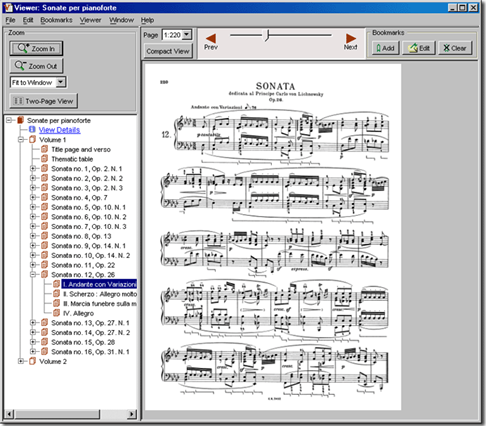 Viewer: Sonate per pianoforte
File Edit Bookmarks Viewer Window Help
Zoom
Zoom In
Zoom Out
Fit to Window
Two-Page View
Page 1:220
Compact View
Prev
Next
Bookmarks
Add Edit Clear
Sonate per pianoforte
View Details
Volume 1
Title page and verso
Thematic table
Sonata no. 1, Op. 2. N. 1
Sonata no. 2, Op. 2. N. 2
Sonata no. 3, Op. 2. N. 3
Sonata no. 4, Op. 7
Sonata no. 5, Op. 10. N. 1
Sonata no. 6, Op. 10. N. 2
Sonata no. 7, Op. 10. N. 3
Sonata no. 8, Op. 13
Sonata no. 9, Op. 14. N. 1
Sonata no. 10, Op. 14. N. 2
Sonata no. 11, Op. 22
Sonata no. 12, Op. 26
I. Andante con Variazioni
II. Scherzo : Allegro molto
III. Marcia funebre sulla m
IV. Allegro
Sonata no. 13, Op. 27. N. 1
Sonata no. 14, Op. 27. N. 2
Sonata no. 15, Op. 28
Sonata no. 16, Op. 31. N. 1
Volume 2
220
SONATA
dedicata al Principe Carlo von Lichnowsky
Op. 26.
Andante con Variazioni
12.
cresc.